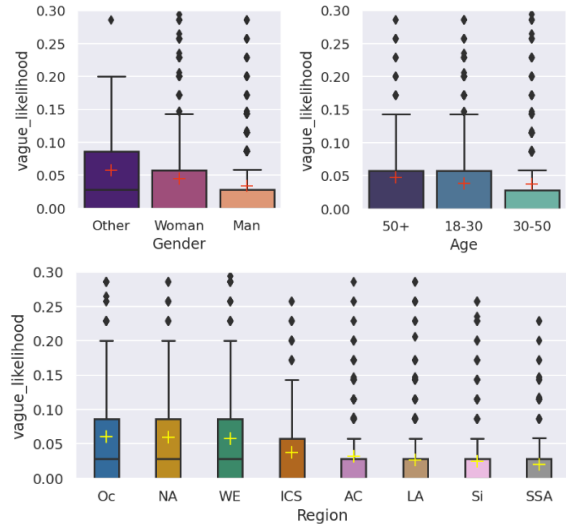 0.30
0.25
0.20
0.15
0.10
0.05
0.00
vague_likelihood
Other Woman Man
Gender
0.30
0.25
0.20
0.15
0.10
0.05
0.00
vague_likelihood
50+ 18-30 30-50
Age
0.30
0.25
0.20
0.15
0.10
0.05
0.00
vague_likelihood
Oc NA WE ICS AC LA Si SSA
Region